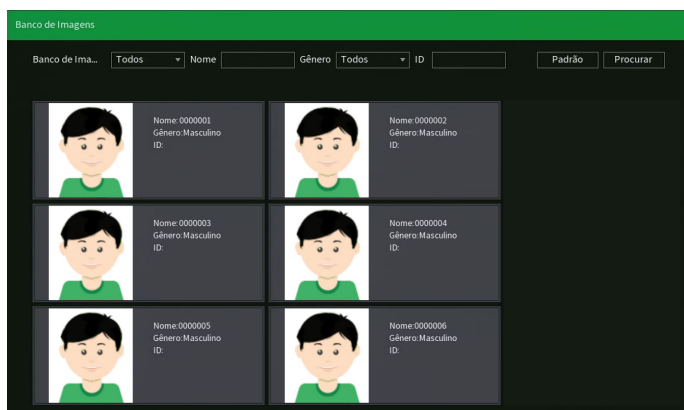 Banco de Imagens
Banco de Ima... Todos Nome Gênero Todos ID Padrão Procurar
Nome:0000001
Gênero:Masculino
ID:
Nome:0000002
Gênero:Masculino
ID:
Nome:0000003
Gênero:Masculino
ID:
Nome:0000004
Gênero:Masculino
ID:
Nome:0000005
Gênero:Masculino
ID:
Nome:0000006
Gênero:Masculino
ID: